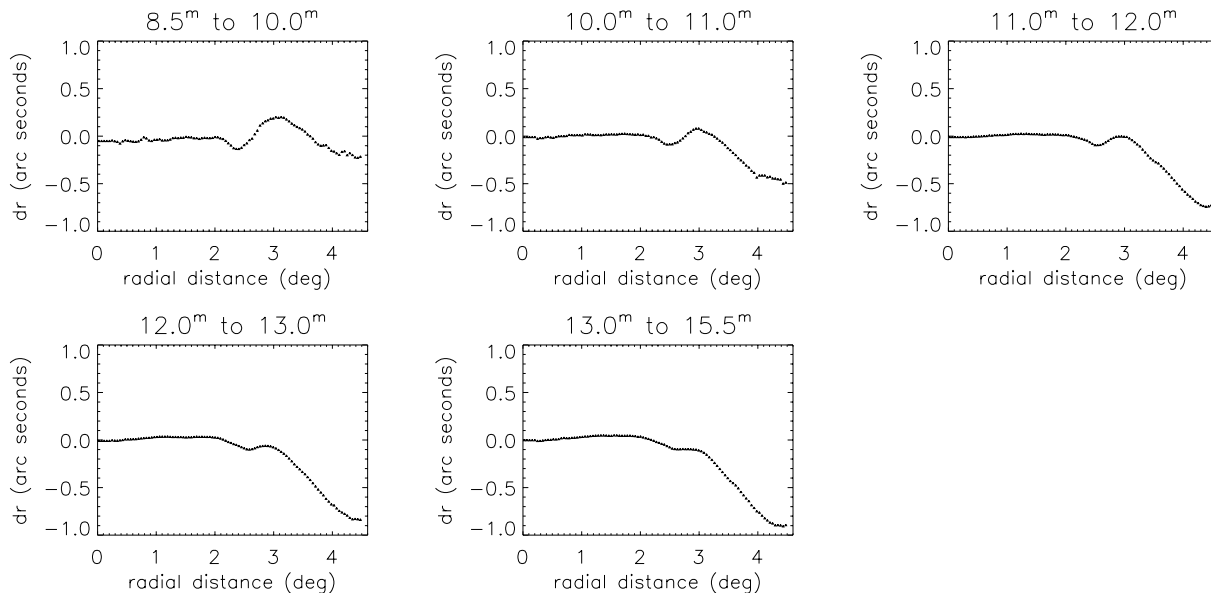 8.5ᵐ to 10.0ᵐ
1.0
0.5
0.0
−0.5
−1.0
dr (arc seconds)
0 1 2 3 4
radial distance (deg)
10.0ᵐ to 11.0ᵐ
1.0
0.5
0.0
−0.5
−1.0
dr (arc seconds)
0 1 2 3 4
radial distance (deg)
11.0ᵐ to 12.0ᵐ
1.0
0.5
0.0
−0.5
−1.0
dr (arc seconds)
0 1 2 3 4
radial distance (deg)
12.0ᵐ to 13.0ᵐ
1.0
0.5
0.0
−0.5
−1.0
dr (arc seconds)
0 1 2 3 4
radial distance (deg)
13.0ᵐ to 15.5ᵐ
1.0
0.5
0.0
−0.5
−1.0
dr (arc seconds)
0 1 2 3 4
radial distance (deg)